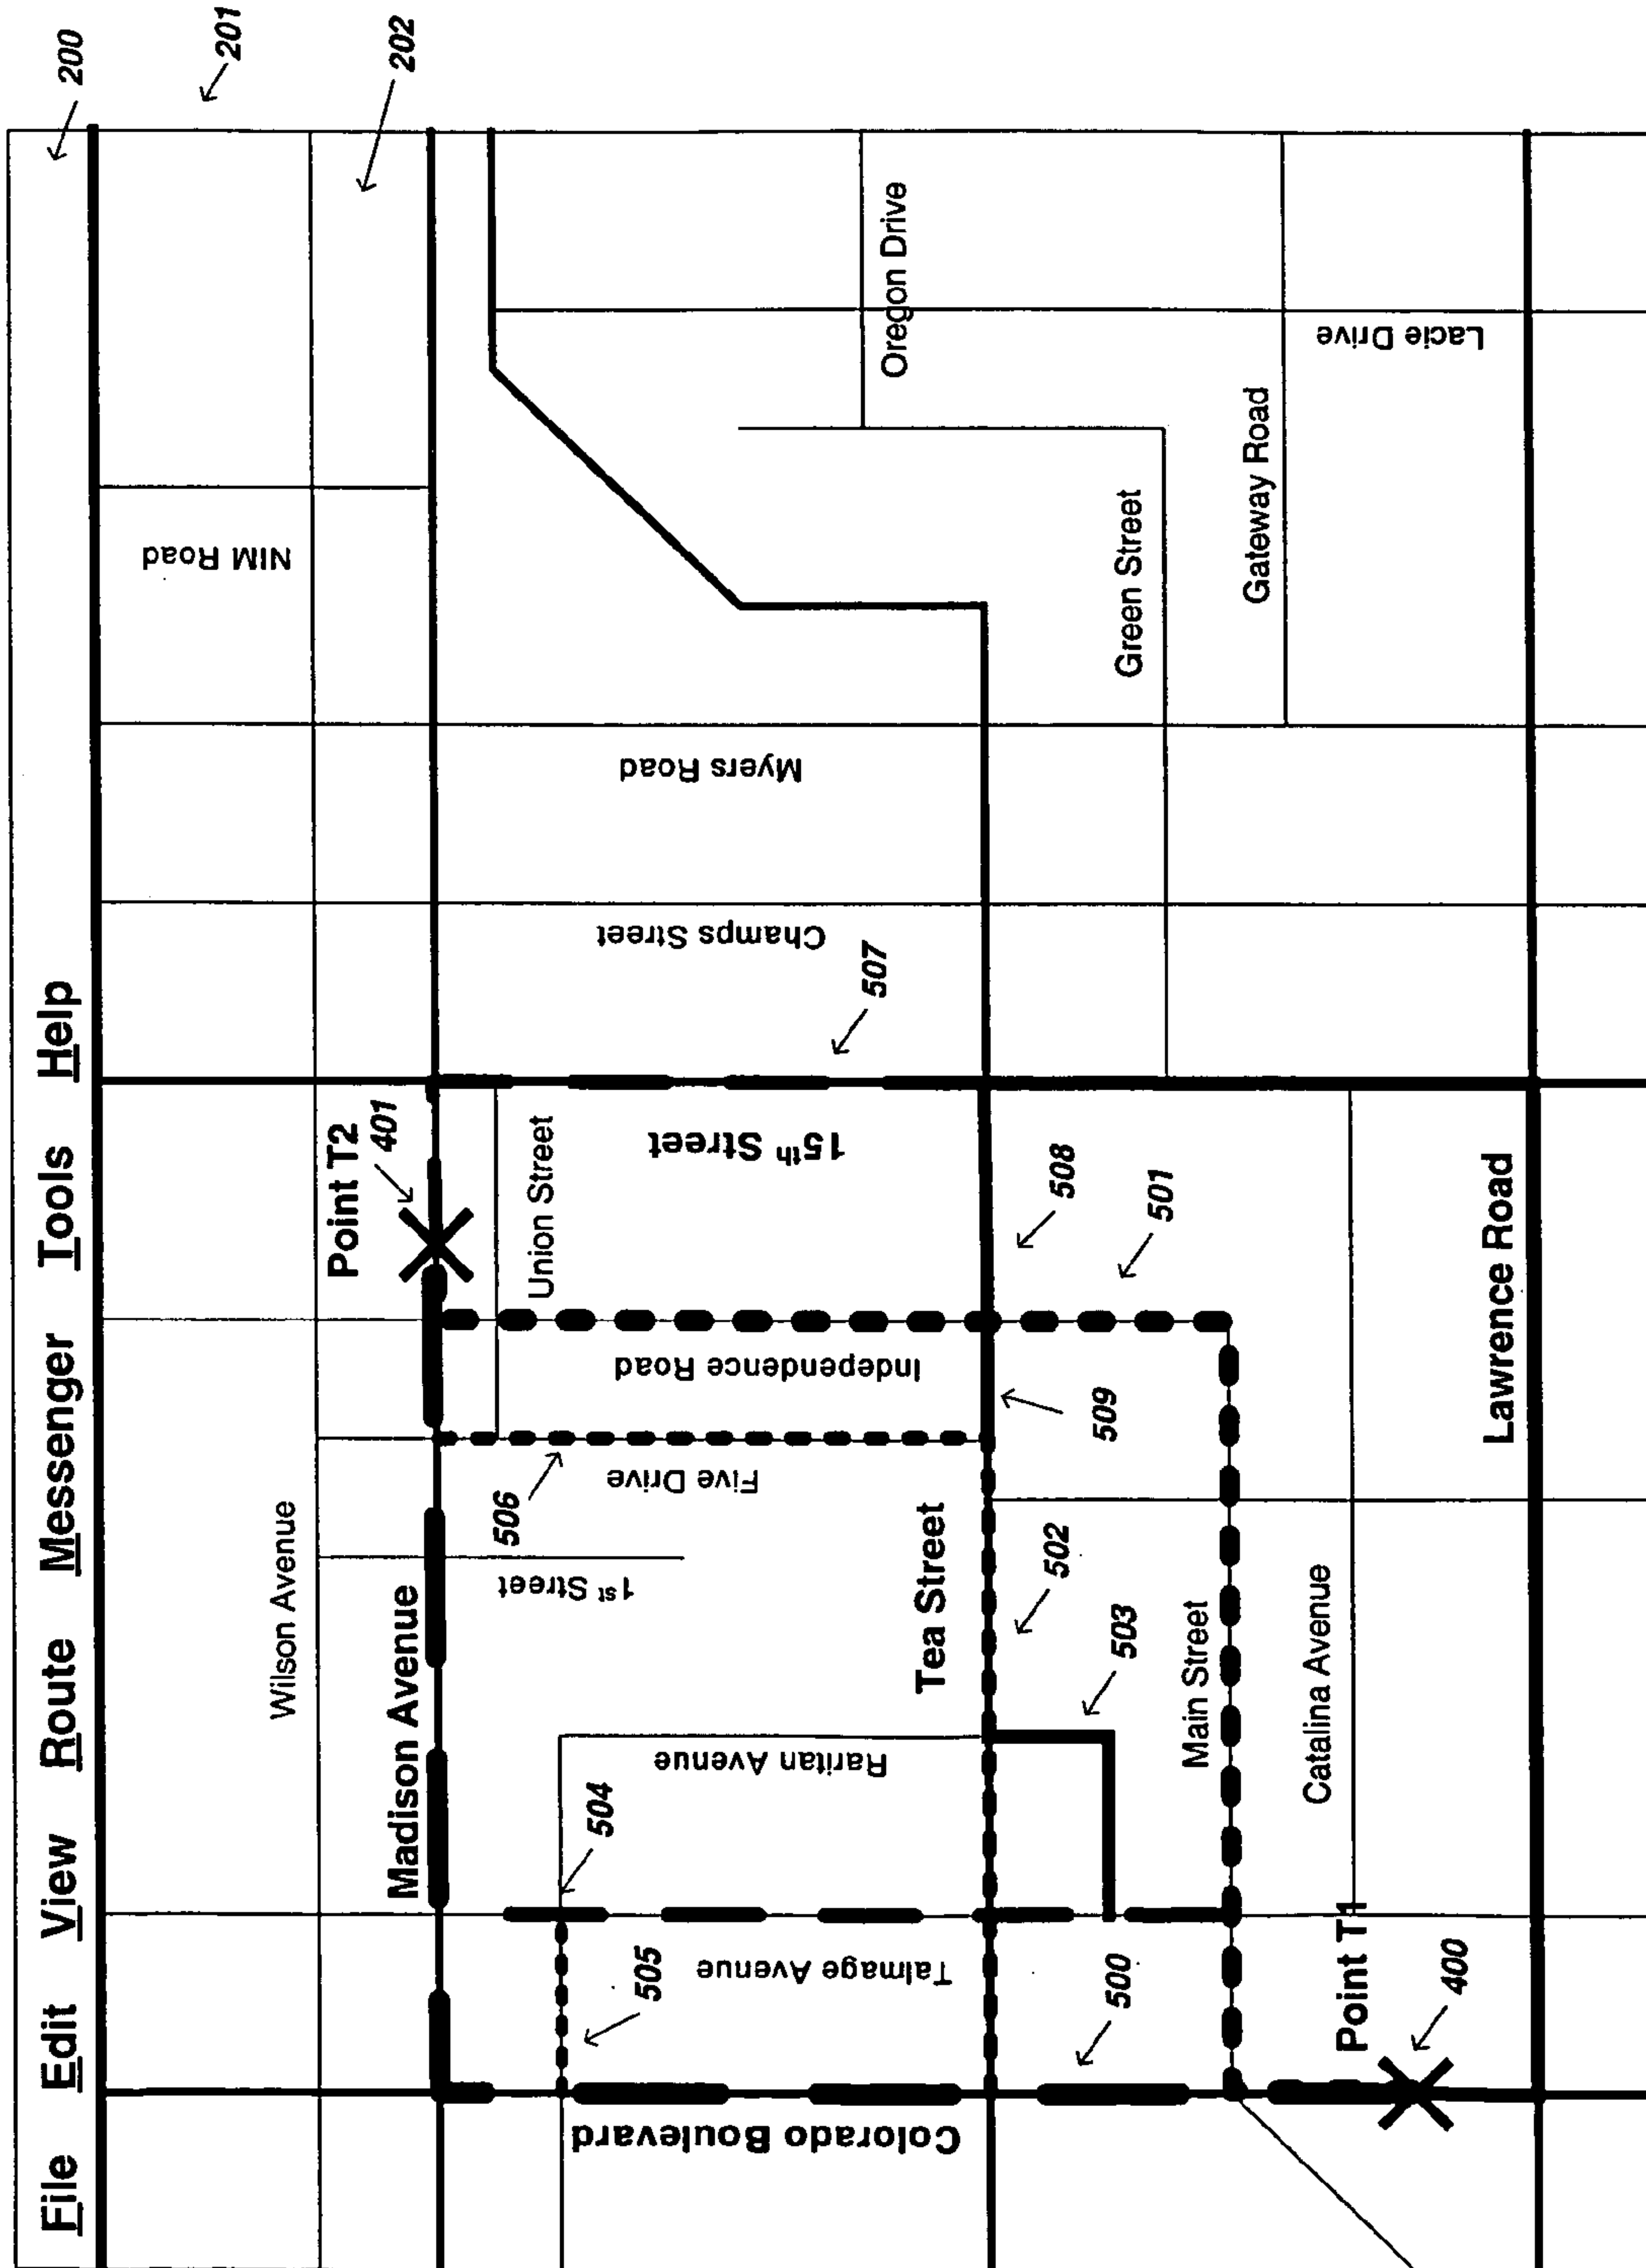 File Edit View Route Messenger Tools Help
200
201
202
Wilson Avenue
NIM Road
Point T2
401
Madison Avenue
Union Street
1st Street
506
Five Drive
Independence Road
15th Street
Champs Street
507
Myers Road
Oregon Drive
504
505
Raritan Avenue
Talmage Avenue
Colorado Boulevard
Tea Street
502
503
509
508
501
500
Green Street
Main Street
Gateway Road
Lacie Drive
Catalina Avenue
Point T1
400
Lawrence Road